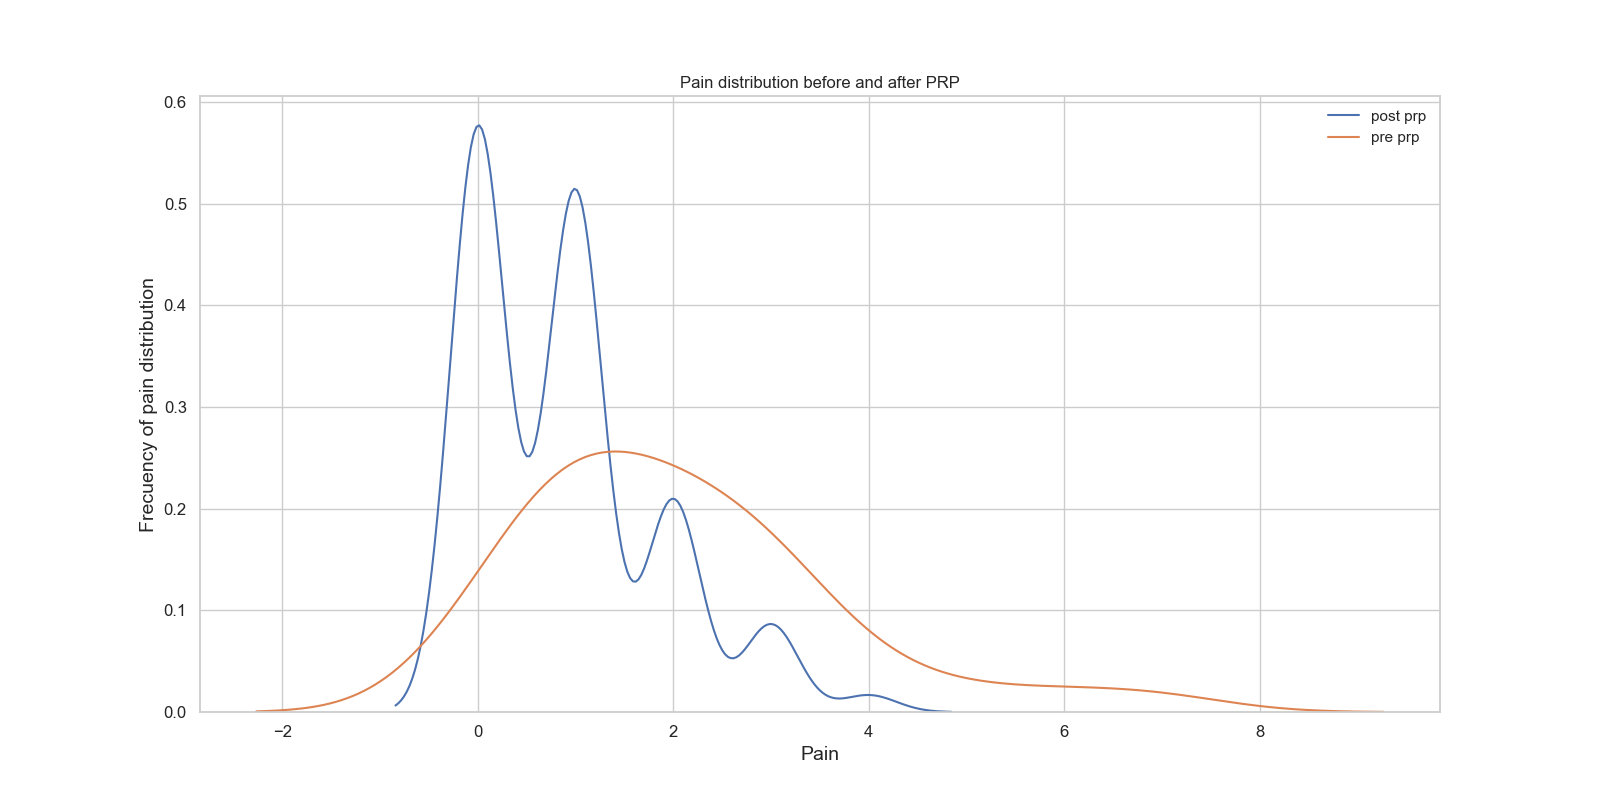 Pain distribution before and after PRP
post prp
pre prp
Frecuency of pain distribution
0.6
0.5
0.4
0.3
0.2
0.1
0.0
−2
0
2
4
6
8
Pain